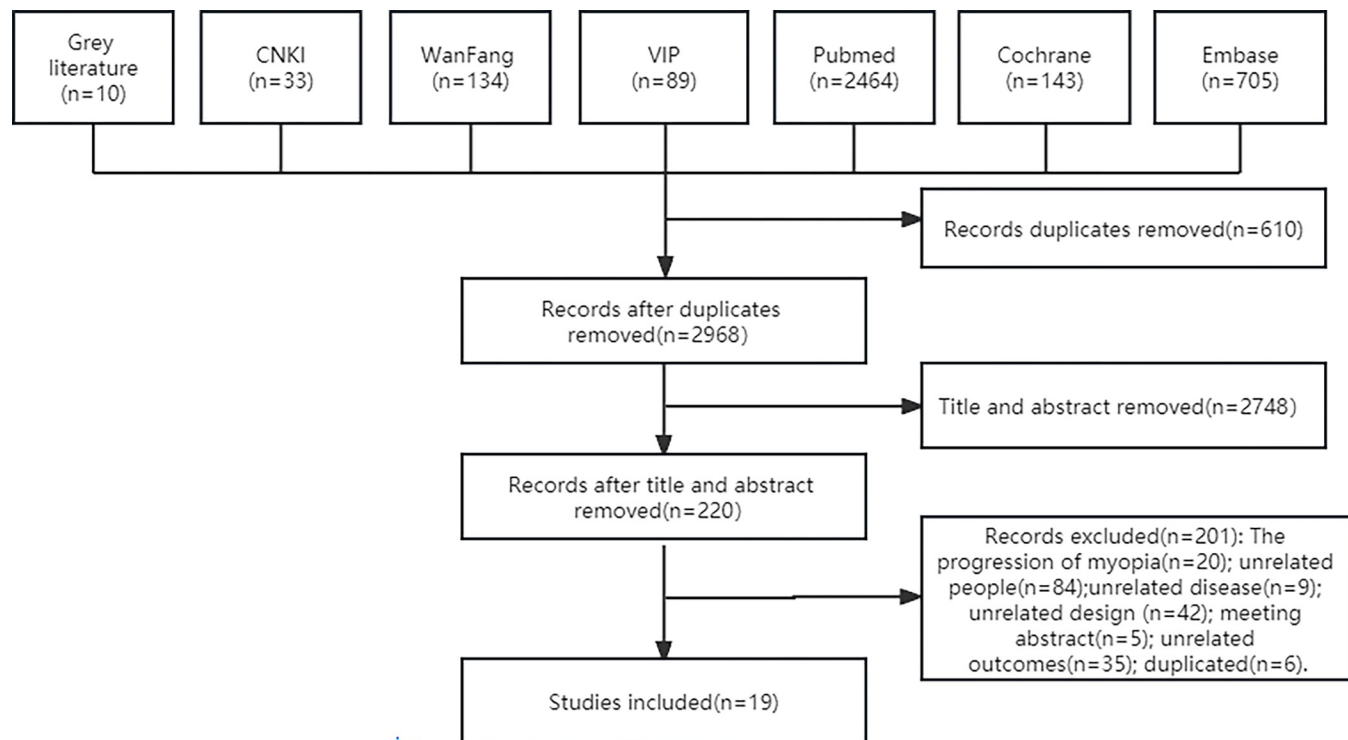 Grey
literature
(n=10)
CNKI
(n=33)
WanFang
(n=134)
VIP
(n=89)
Pubmed
(n=2464)
Cochrane
(n=143)
Embase
(n=705)
Records duplicates removed(n=610)
Records after duplicates
removed(n=2968)
Title and abstract removed(n=2748)
Records after title and abstract
removed(n=220)
Records excluded(n=201): The
progression of myopia(n=20); unrelated
people(n=84);unrelated disease(n=9);
unrelated design (n=42); meeting
abstract(n=5); unrelated
outcomes(n=35); duplicated(n=6).
Studies included(n=19)